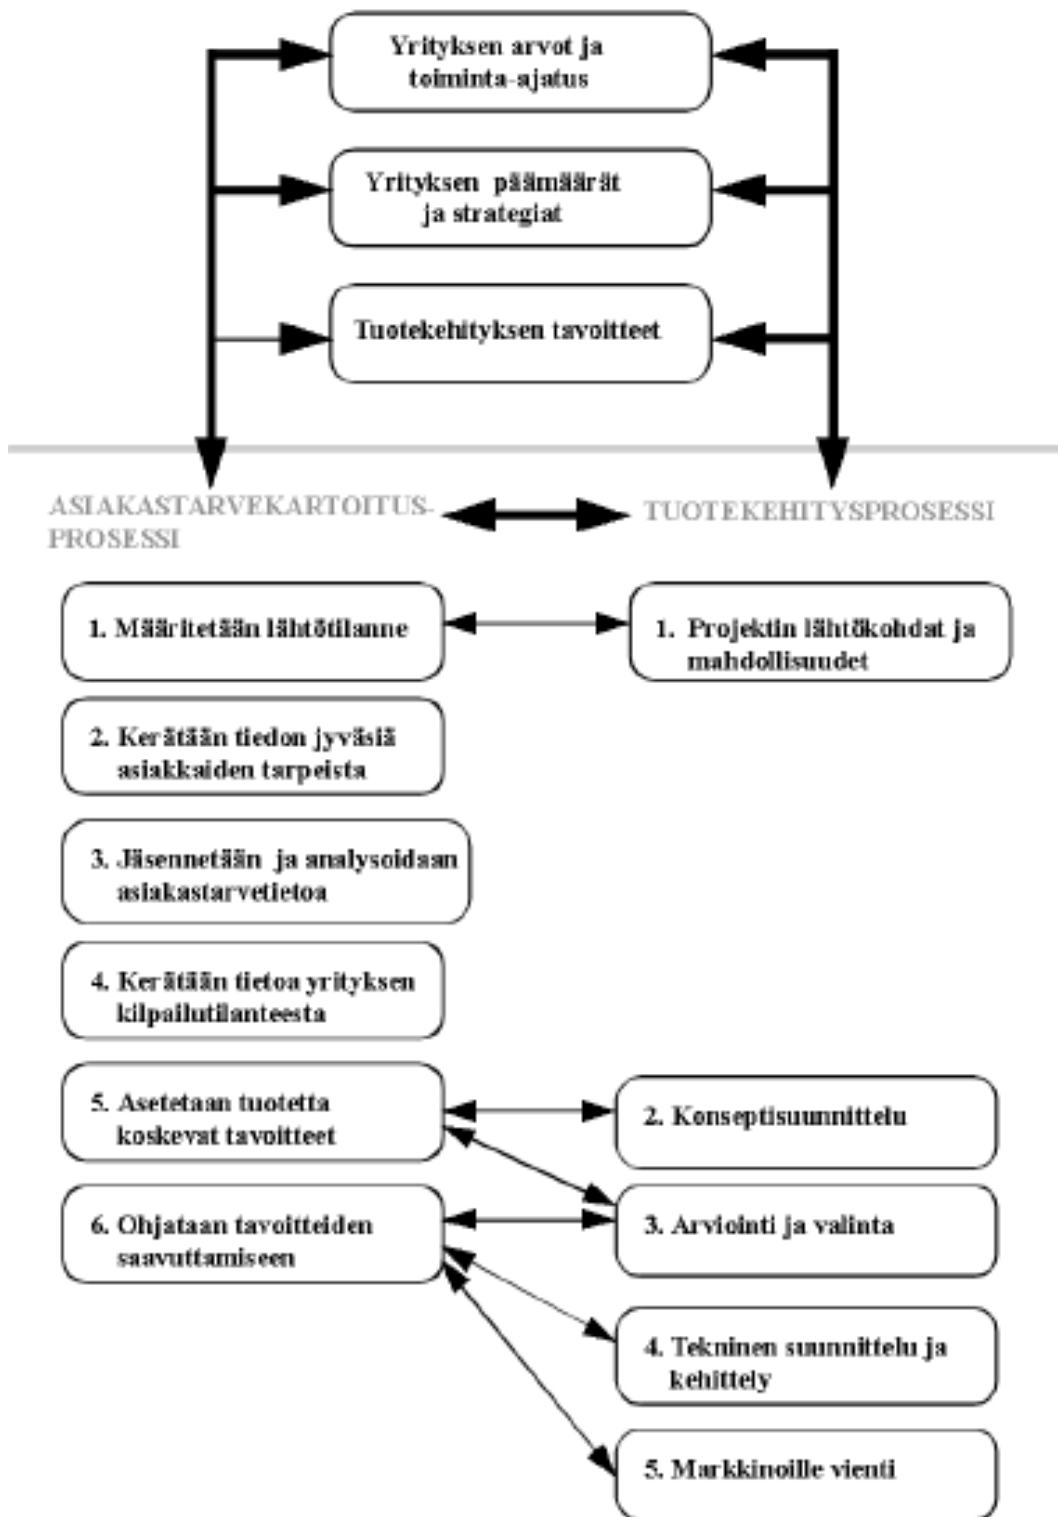 Yrityksen arvot ja
toiminta-ajatus
Yrityksen päämäärät
ja strategiat
Tuotekehityksen tavoitteet
ASIAKASTARVEKARTOITUS-
PROSESSI
TUOTEKEHITYSPROSESSI
1. Määritetään lähtötilanne
1. Projektin lähtökohdat ja
mahdollisuudet
2. Kerätään tiedon jyväsiä
asiakkaiden tarpeista
3. Jäsennetään ja analysoidaan
asiakastarvetietoa
4. Kerätään tietoa yrityksen
kilpailutilanteesta
5. Asetetaan tuotetta
koskevat tavoitteet
2. Konseptisuunnittelu
6. Ohjataan tavoitteiden
saavuttamiseen
3. Arviointi ja valinta
4. Tekninen suunnittelu ja
kehittely
5. Markkinoille vienti